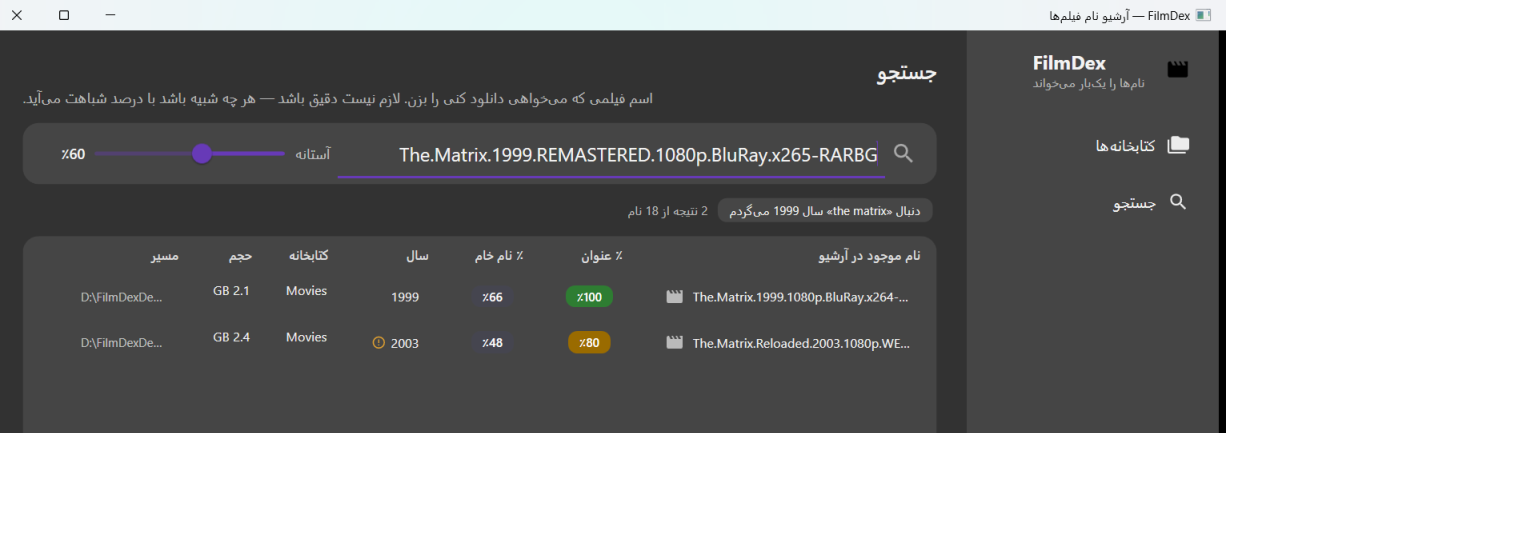 FilmDex — آرشیو نام فیلم‌ها
FilmDex
نام‌ها را یک‌بار می‌خواند
کتابخانه‌ها
جستجو
جستجو
اسم فیلمی که می‌خواهی دانلود کنی را بزن. لازم نیست دقیق باشد — هر چه شبیه باشد با درصد شباهت می‌آید.
The.Matrix.1999.REMASTERED.1080p.BluRay.x265-RARBG
آستانه
60٪
دنبال «the matrix» سال 1999 می‌گردم
2 نتیجه از 18 نام
نام موجود در آرشیو ٪ عنوان ٪ نام خام سال کتابخانه حجم مسیر
The.Matrix.1999.1080p.BluRay.x264-... 100٪ 66٪ 1999 Movies 2.1 GB D:\FilmDexDe...
The.Matrix.Reloaded.2003.1080p.WE... 80٪ 48٪ 2003 Movies 2.4 GB D:\FilmDexDe...